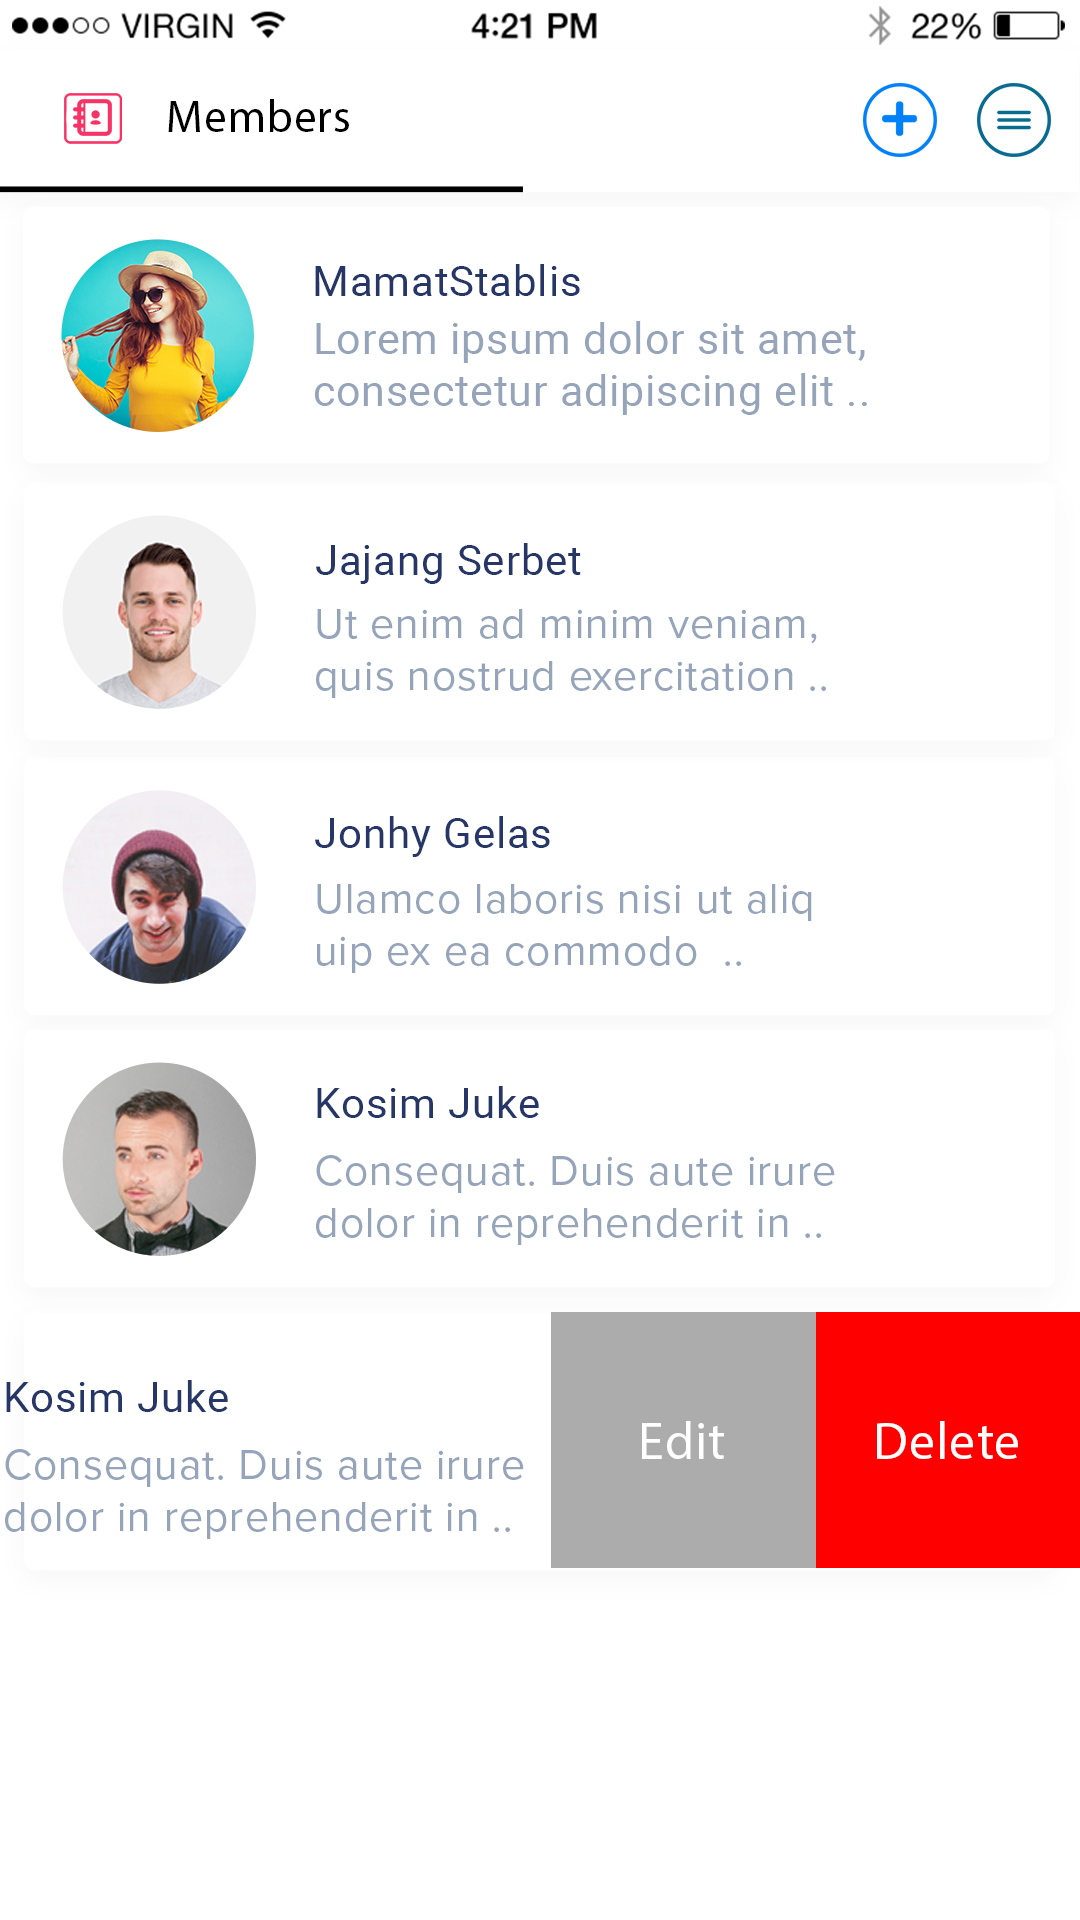 VIRGIN 4:21 PM 22%
Members
MamatStablis
Lorem ipsum dolor sit amet,
consectetur adipiscing elit ..
Jajang Serbet
Ut enim ad minim veniam,
quis nostrud exercitation ..
Jonhy Gelas
Ulamco laboris nisi ut aliq
uip ex ea commodo ..
Kosim Juke
Consequat. Duis aute irure
dolor in reprehenderit in ..
Kosim Juke
Consequat. Duis aute irure
dolor in reprehenderit in ..
Edit
Delete